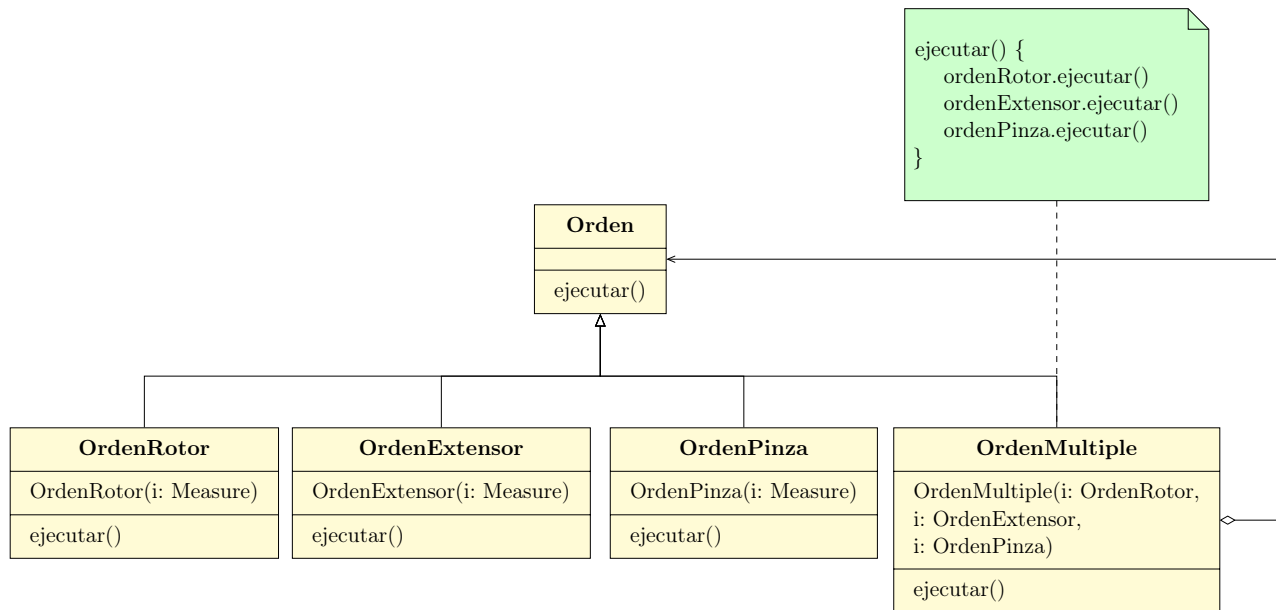 ejecutar() {
ordenRotor.ejecutar()
ordenExtensor.ejecutar()
ordenPinza.ejecutar()
}
Orden
ejecutar()
OrdenRotor
OrdenRotor(i: Measure)
ejecutar()
OrdenExtensor
OrdenExtensor(i: Measure)
ejecutar()
OrdenPinza
OrdenPinza(i: Measure)
ejecutar()
OrdenMultiple
OrdenMultiple(i: OrdenRotor,
i: OrdenExtensor,
i: OrdenPinza)
ejecutar()